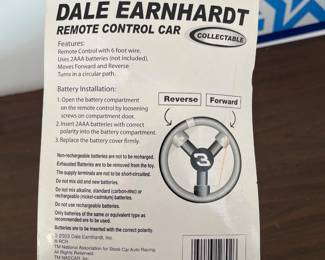 DALE EARNHARDT
REMOTE CONTROL CAR
COLLECTABLE
Features:
Remote Control with 6 foot wire.
Uses 2AAA batteries (not included).
Moves Forward and Reverse
Turns in a circular path.
Battery Installation:
1. Open the battery compartment
on the remote control by loosening
screws on compartment door.
2. Insert 2AAA batteries with correct
polarity into the battery compartment.
3. Replace the battery cover firmly.
Reverse
Forward
3
Non-rechargeable batteries are not to be recharged.
Exhausted Batteries are to be removed from the toy.
The supply terminals are not to be short-circuited.
Do not mix old and new batteries.
Do not mix alkaline, standard (carbon-zinc) or
rechargeable (nickel-cadmium) batteries.
Do not use rechargeable batteries.
Only batteries of the same or equivalent type as
recommended are to be used.
Batteries are to be inserted with the correct polarity.
2003 Dale Earnhardt, Inc.
® RCR
TM National Association for Stock Car Auto Racing
All Rights Reserved.
TM NASCAR, Inc.